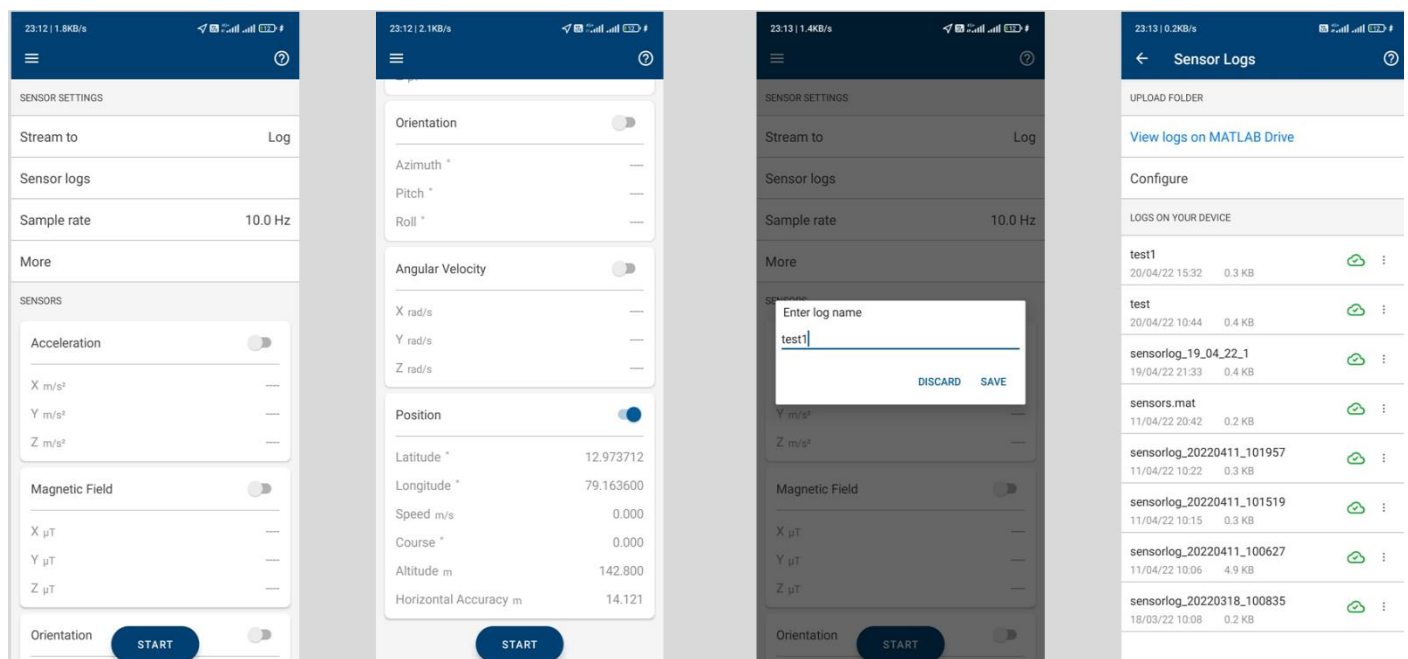 23:12 | 1.8KB/s
SENSOR SETTINGS
Stream to Log
Sensor logs
Sample rate 10.0 Hz
More
SENSORS
Acceleration
X m/s² ----
Y m/s² ----
Z m/s² ----
Magnetic Field
X μT ----
Y μT ----
Z μT ----
Orientation
START
23:12 | 2.1KB/s
Orientation
Azimuth ° ----
Pitch ° ----
Roll ° ----
Angular Velocity
X rad/s ----
Y rad/s ----
Z rad/s ----
Position
Latitude ° 12.973712
Longitude ° 79.163600
Speed m/s 0.000
Course ° 0.000
Altitude m 142.800
Horizontal Accuracy m 14.121
START
23:13 | 1.4KB/s
SENSOR SETTINGS
Stream to Log
Sensor logs
Sample rate 10.0 Hz
More
Enter log name
test1
DISCARD SAVE
Y m/s² ----
Z m/s² ----
Magnetic Field
X μT ----
Y μT ----
Z μT ----
Orientation
START
23:13 | 0.2KB/s
Sensor Logs
UPLOAD FOLDER
View logs on MATLAB Drive
Configure
LOGS ON YOUR DEVICE
test1
20/04/22 15:32 0.3 KB
test
20/04/22 10:44 0.4 KB
sensorlog_19_04_22_1
19/04/22 21:33 0.4 KB
sensors.mat
11/04/22 20:42 0.2 KB
sensorlog_20220411_101957
11/04/22 10:22 0.3 KB
sensorlog_20220411_101519
11/04/22 10:15 0.3 KB
sensorlog_20220411_100627
11/04/22 10:06 4.9 KB
sensorlog_20220318_100835
18/03/22 10:08 0.2 KB